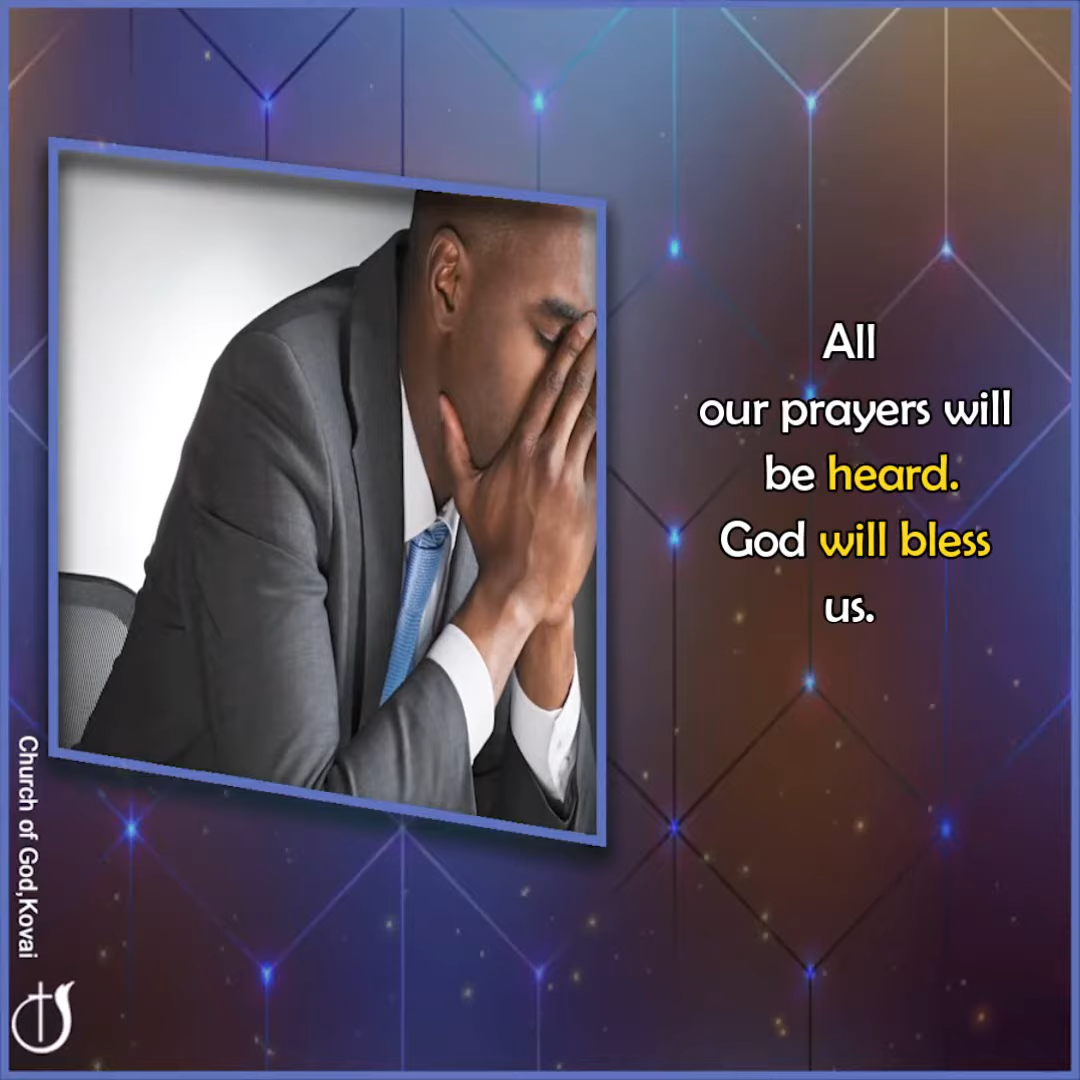 All
our prayers will
be heard.
God will bless
us.
Church of God,Kovai